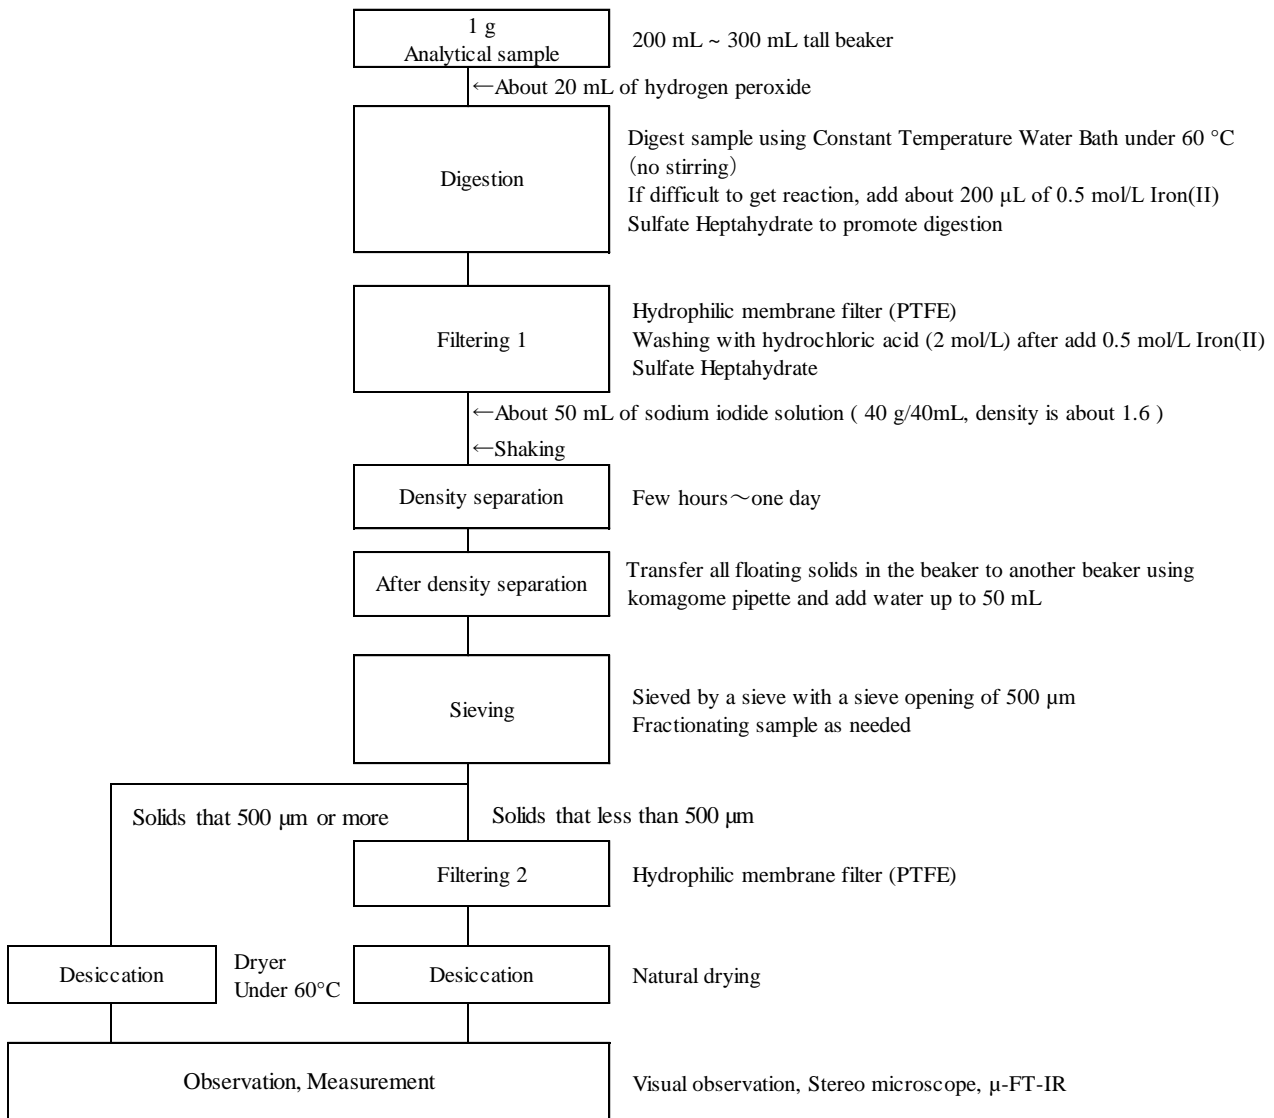 1 g
Analytical sample
200 mL ~ 300 mL tall beaker
←About 20 mL of hydrogen peroxide
Digestion
Digest sample using Constant Temperature Water Bath under 60 °C
(no stirring)
If difficult to get reaction, add about 200 µL of 0.5 mol/L Iron(II)
Sulfate Heptahydrate to promote digestion
Filtering 1
Hydrophilic membrane filter (PTFE)
Washing with hydrochloric acid (2 mol/L) after add 0.5 mol/L Iron(II)
Sulfate Heptahydrate
←About 50 mL of sodium iodide solution ( 40 g/40mL, density is about 1.6 )
←Shaking
Density separation
Few hours～one day
After density separation
Transfer all floating solids in the beaker to another beaker using
komagome pipette and add water up to 50 mL
Sieving
Sieved by a sieve with a sieve opening of 500 µm
Fractionating sample as needed
Solids that 500 µm or more
Solids that less than 500 µm
Filtering 2
Hydrophilic membrane filter (PTFE)
Desiccation
Dryer
Under 60°C
Desiccation
Natural drying
Observation, Measurement
Visual observation, Stereo microscope, µ-FT-IR